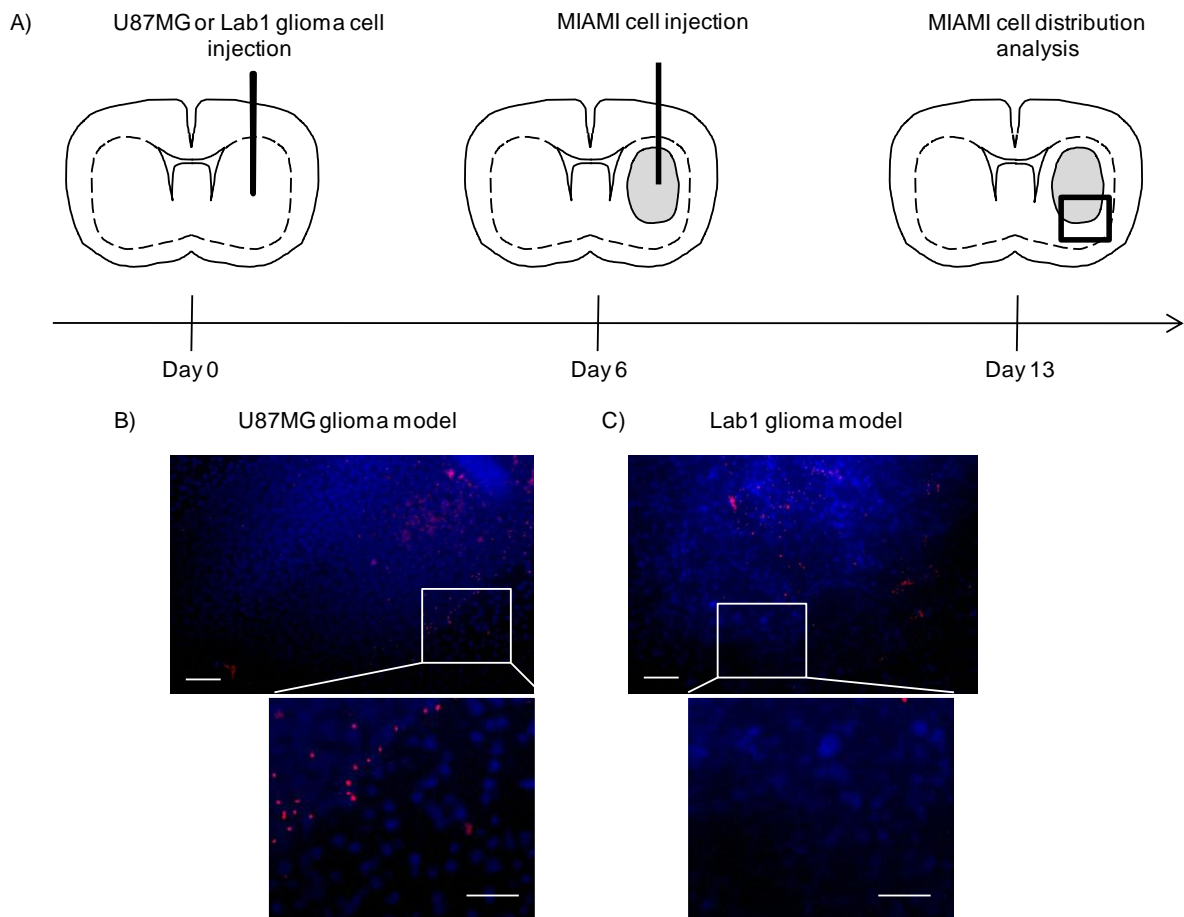 A)
U87MG or Lab1 glioma cell
injection
MIAMI cell injection
MIAMI cell distribution
analysis
Day 0
Day 6
Day 13
B)
U87MG glioma model
C)
Lab1 glioma model